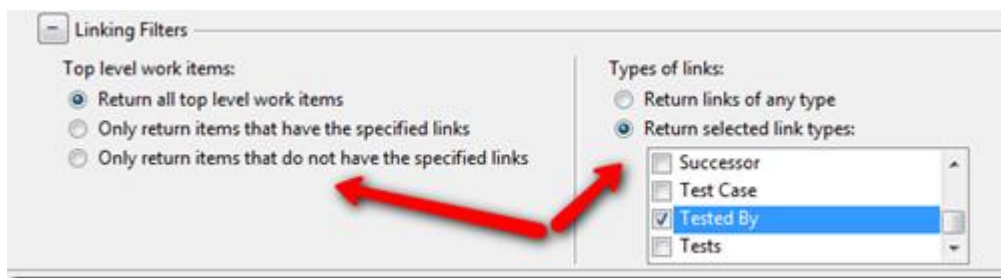 Linking Filters
Top level work items:
Return all top level work items
Only return items that have the specified links
Only return items that do not have the specified links
Types of links:
Return links of any type
Return selected link types:
Successor
Test Case
Tested By
Tests